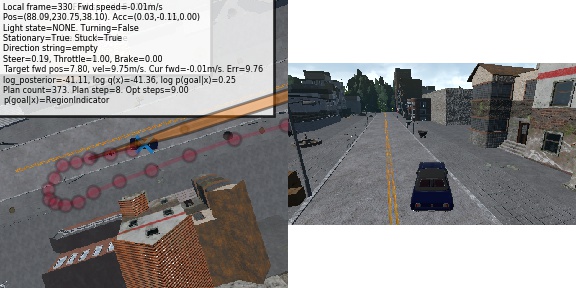 Local frame=330. Fwd speed=-0.01m/s
Pos=(88.09,230.75,38.10). Acc=(0.03,-0.11,0.00)
Light state=NONE. Turning=False
Stationary=True. Stuck=True
Direction string=empty
Steer=0.19, Throttle=1.00, Brake=0.00
Target fwd pos=7.80, vel=9.75m/s. Cur fwd=-0.01m/s. Err=9.76
log_posterior=-41.11, log q(x)=-41.36, log p(goal|x)=0.25
Plan count=373. Plan step=8. Opt steps=9.00
p(goal|x)=RegionIndicator